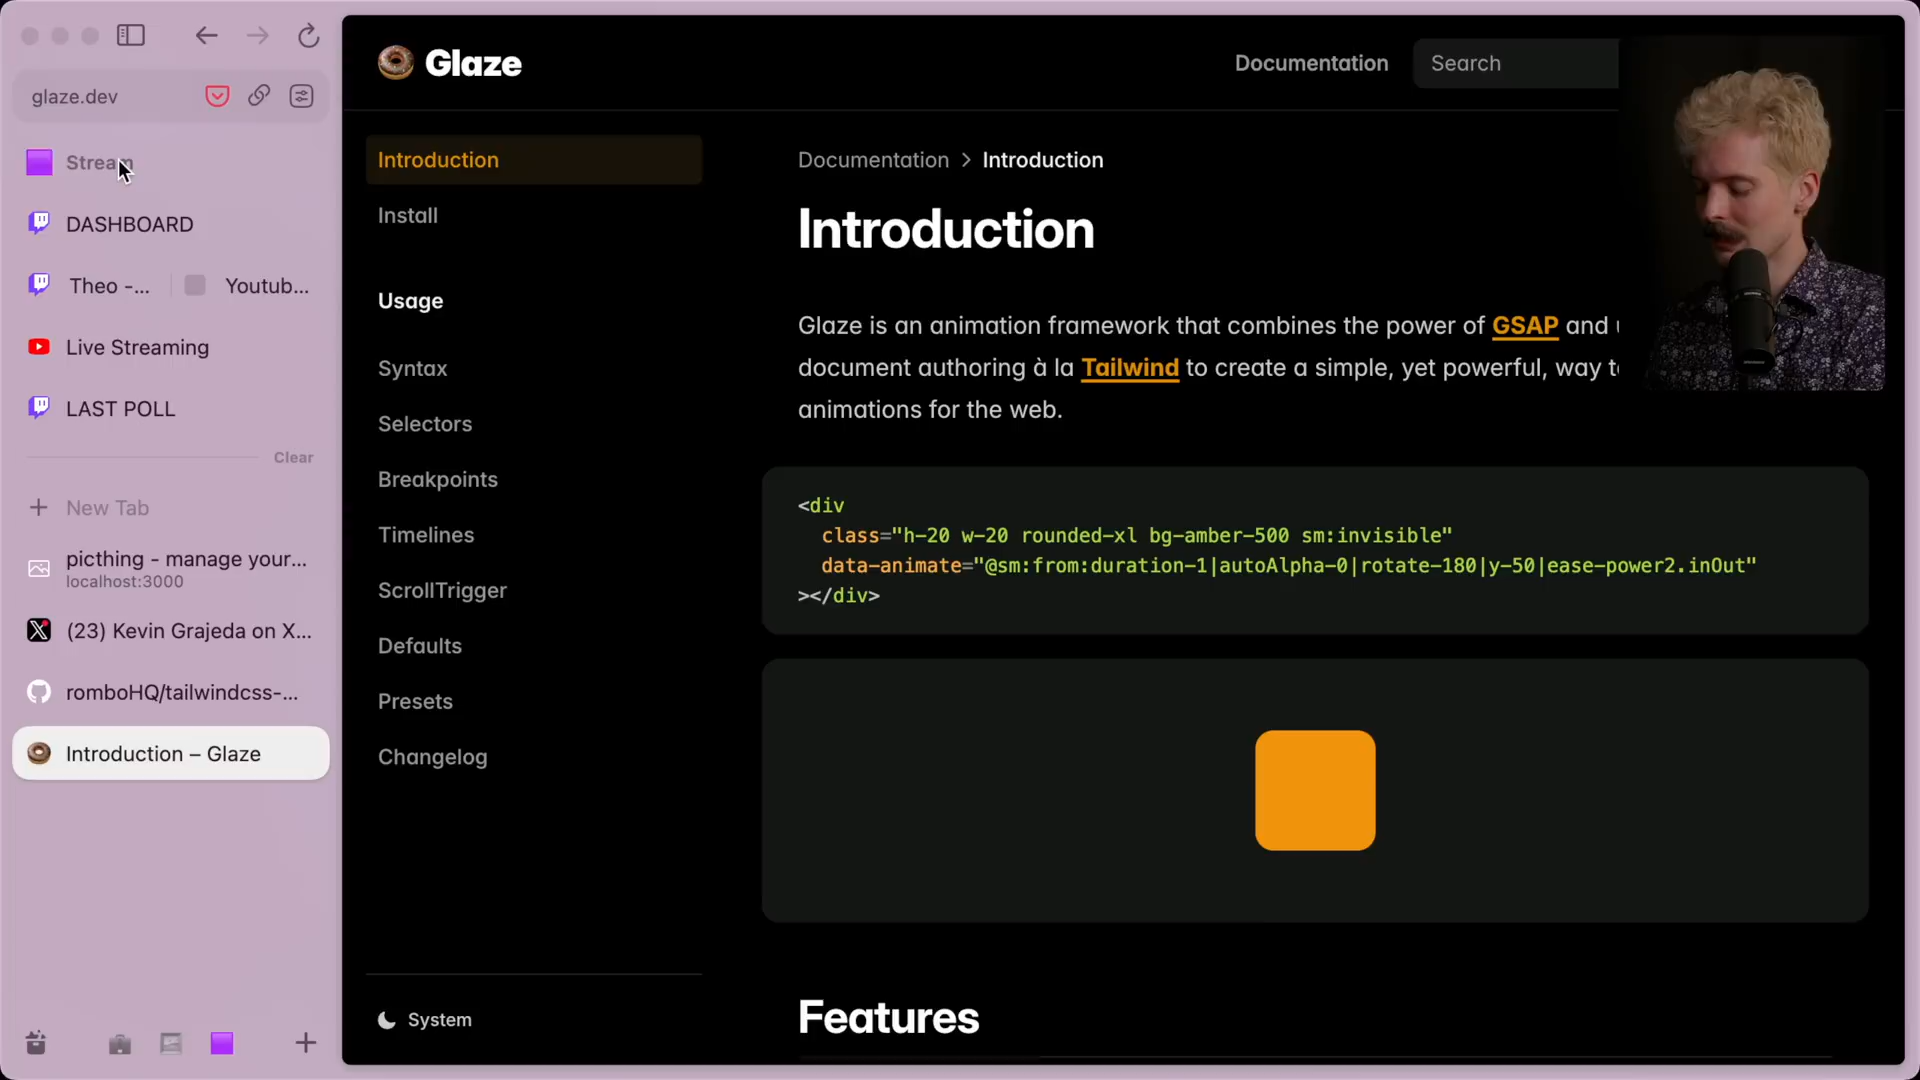 glaze.dev
Stream
DASHBOARD
Theo -...
Youtub...
Live Streaming
LAST POLL
Clear
New Tab
picthing - manage your...
localhost:3000
(23) Kevin Grajeda on X...
romboHQ/tailwindcss-...
Introduction – Glaze
Glaze
Documentation
Search
Introduction
Install
Usage
Syntax
Selectors
Breakpoints
Timelines
ScrollTrigger
Defaults
Presets
Changelog
System
Documentation > Introduction
Introduction
Glaze is an animation framework that combines the power of GSAP and
document authoring à la Tailwind to create a simple, yet powerful, way
animations for the web.
<div
class="h-20 w-20 rounded-xl bg-amber-500 sm:invisible"
data-animate="@sm:from:duration-1|autoAlpha-0|rotate-180|y-50|ease-power2.inOut"
></div>
Features